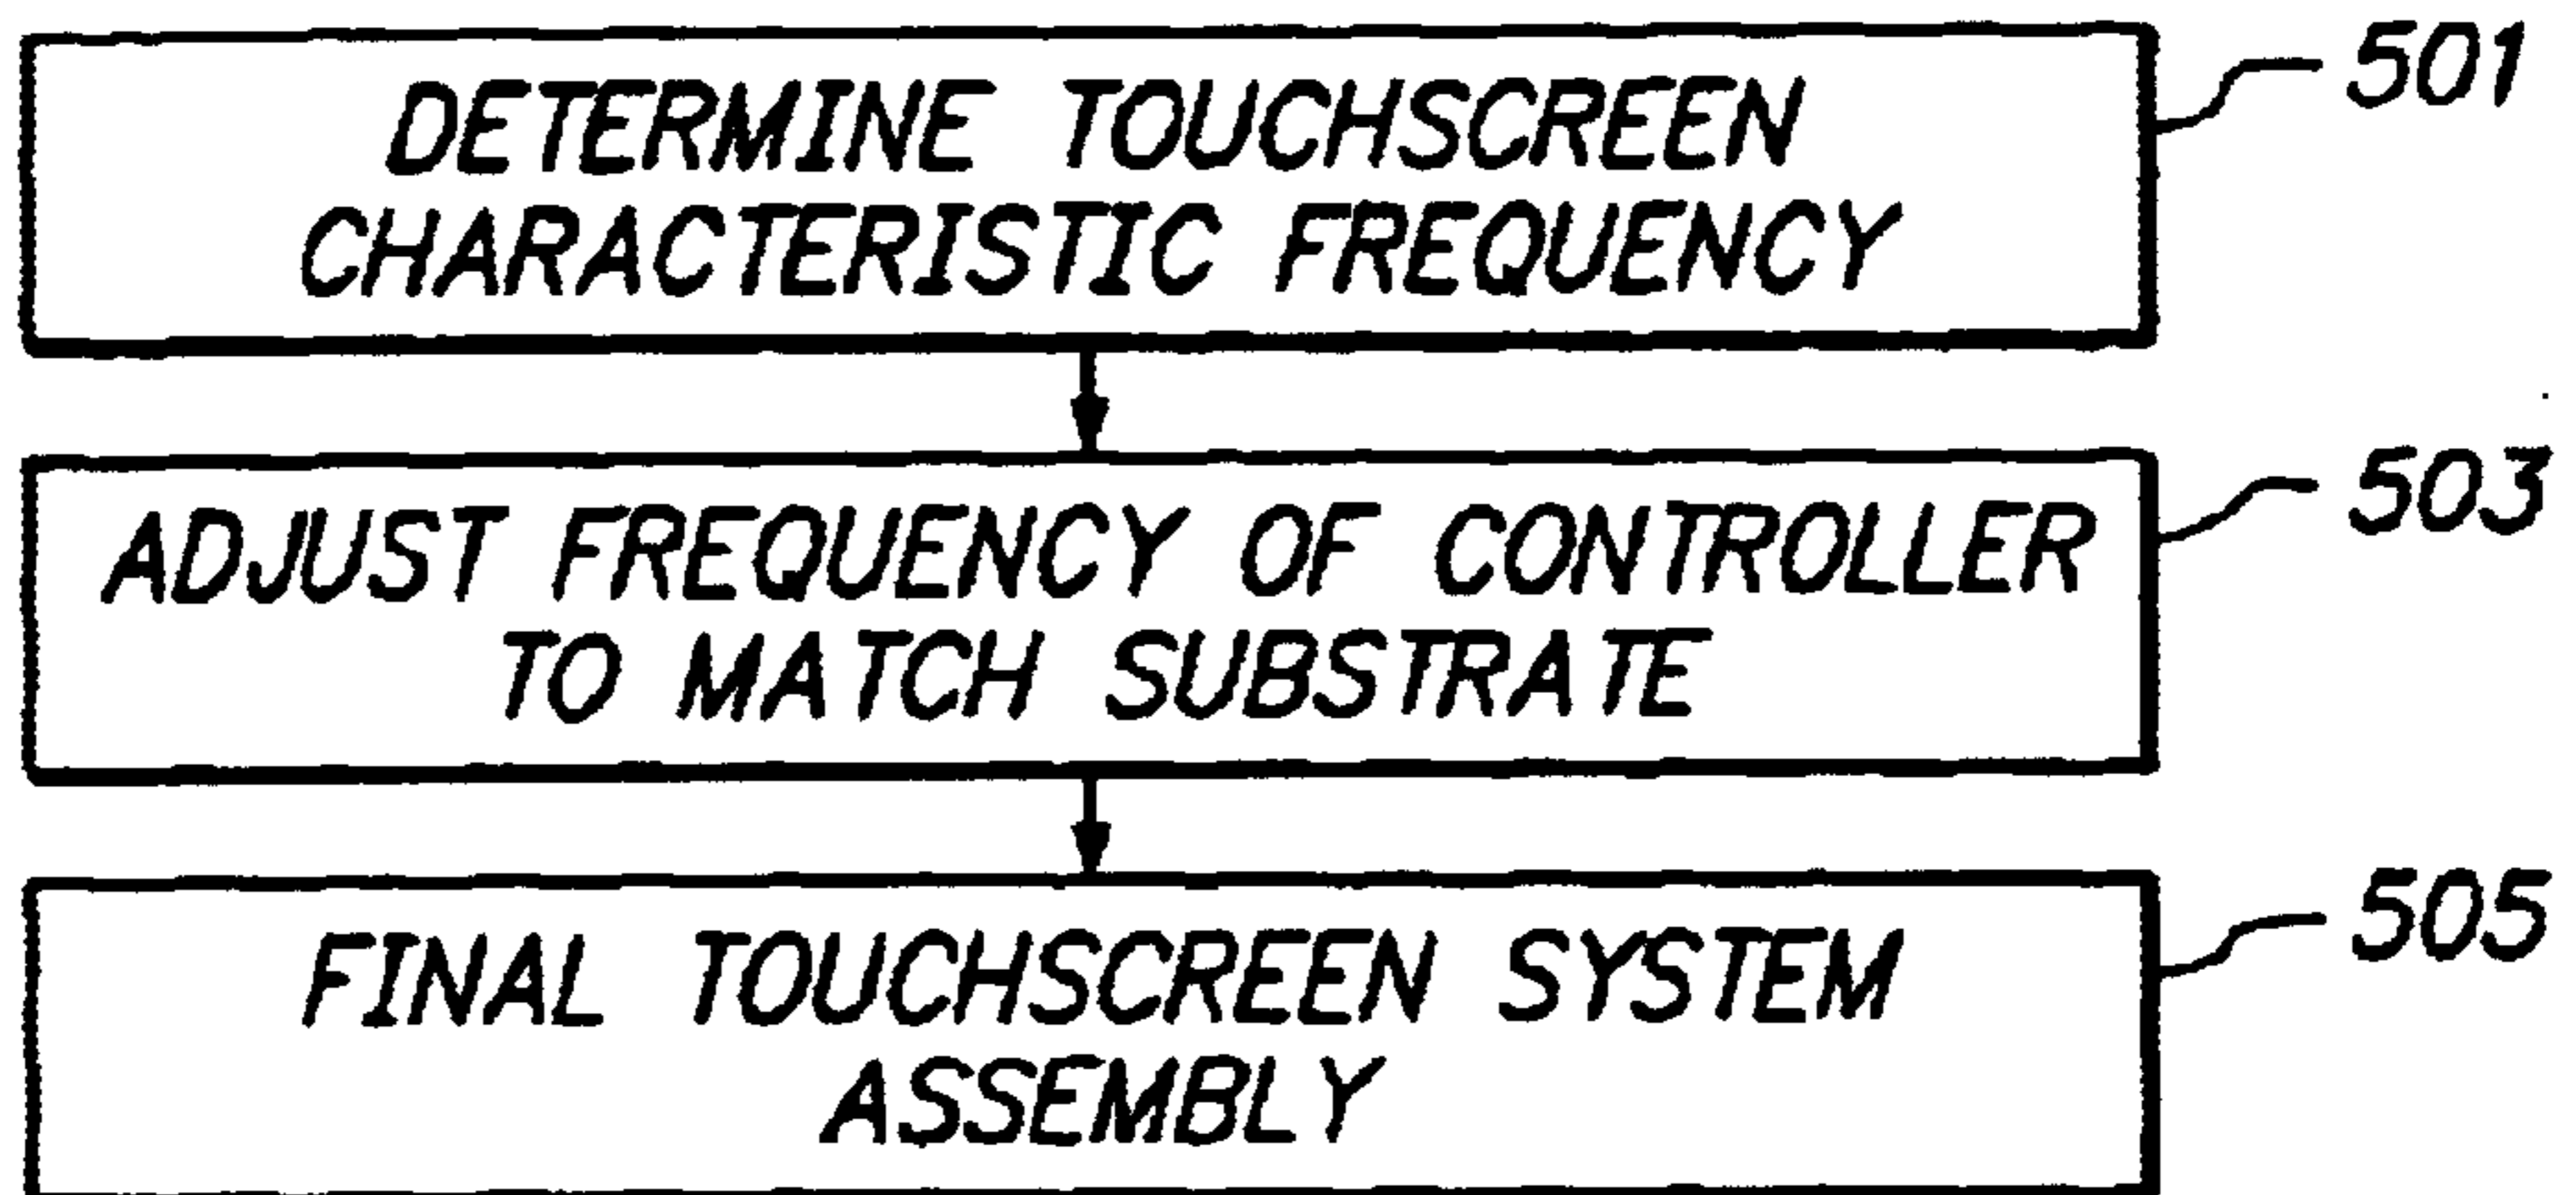 DETERMINE TOUCHSCREEN
CHARACTERISTIC FREQUENCY
501
ADJUST FREQUENCY OF CONTROLLER
TO MATCH SUBSTRATE
503
FINAL TOUCHSCREEN SYSTEM
ASSEMBLY
505